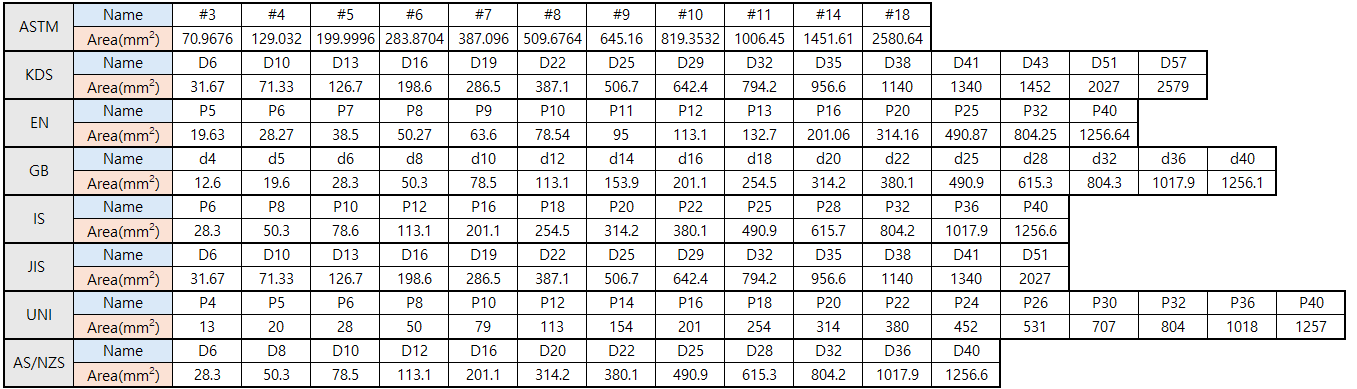 ASTM
Name #3 #4 #5 #6 #7 #8 #9 #10 #11 #14 #18
Area(mm²) 70.9676 129.032 199.9996 283.8704 387.096 509.6764 645.16 819.3532 1006.45 1451.61 2580.64
KDS
Name D6 D10 D13 D16 D19 D22 D25 D29 D32 D35 D38 D41 D43 D51 D57
Area(mm²) 31.67 71.33 126.7 198.6 286.5 387.1 506.7 642.4 794.2 956.6 1140 1340 1452 2027 2579
EN
Name P5 P6 P7 P8 P9 P10 P11 P12 P13 P16 P20 P25 P32 P40
Area(mm²) 19.63 28.27 38.5 50.27 63.6 78.54 95 113.1 132.7 201.06 314.16 490.87 804.25 1256.64
GB
Name d4 d5 d6 d8 d10 d12 d14 d16 d18 d20 d22 d25 d28 d32 d36 d40
Area(mm²) 12.6 19.6 28.3 50.3 78.5 113.1 153.9 201.1 254.5 314.2 380.1 490.9 615.3 804.3 1017.9 1256.1
IS
Name P6 P8 P10 P12 P16 P18 P20 P22 P25 P28 P32 P36 P40
Area(mm²) 28.3 50.3 78.6 113.1 201.1 254.5 314.2 380.1 490.9 615.7 804.2 1017.9 1256.6
JIS
Name D6 D10 D13 D16 D19 D22 D25 D29 D32 D35 D38 D41 D51
Area(mm²) 31.67 71.33 126.7 198.6 286.5 387.1 506.7 642.4 794.2 956.6 1140 1340 2027
UNI
Name P4 P5 P6 P8 P10 P12 P14 P16 P18 P20 P22 P24 P26 P30 P32 P36 P40
Area(mm²) 13 20 28 50 79 113 154 201 254 314 380 452 531 707 804 1018 1257
AS/NZS
Name D6 D8 D10 D12 D16 D20 D22 D25 D28 D32 D36 D40
Area(mm²) 28.3 50.3 78.5 113.1 201.1 314.2 380.1 490.9 615.3 804.2 1017.9 1256.6